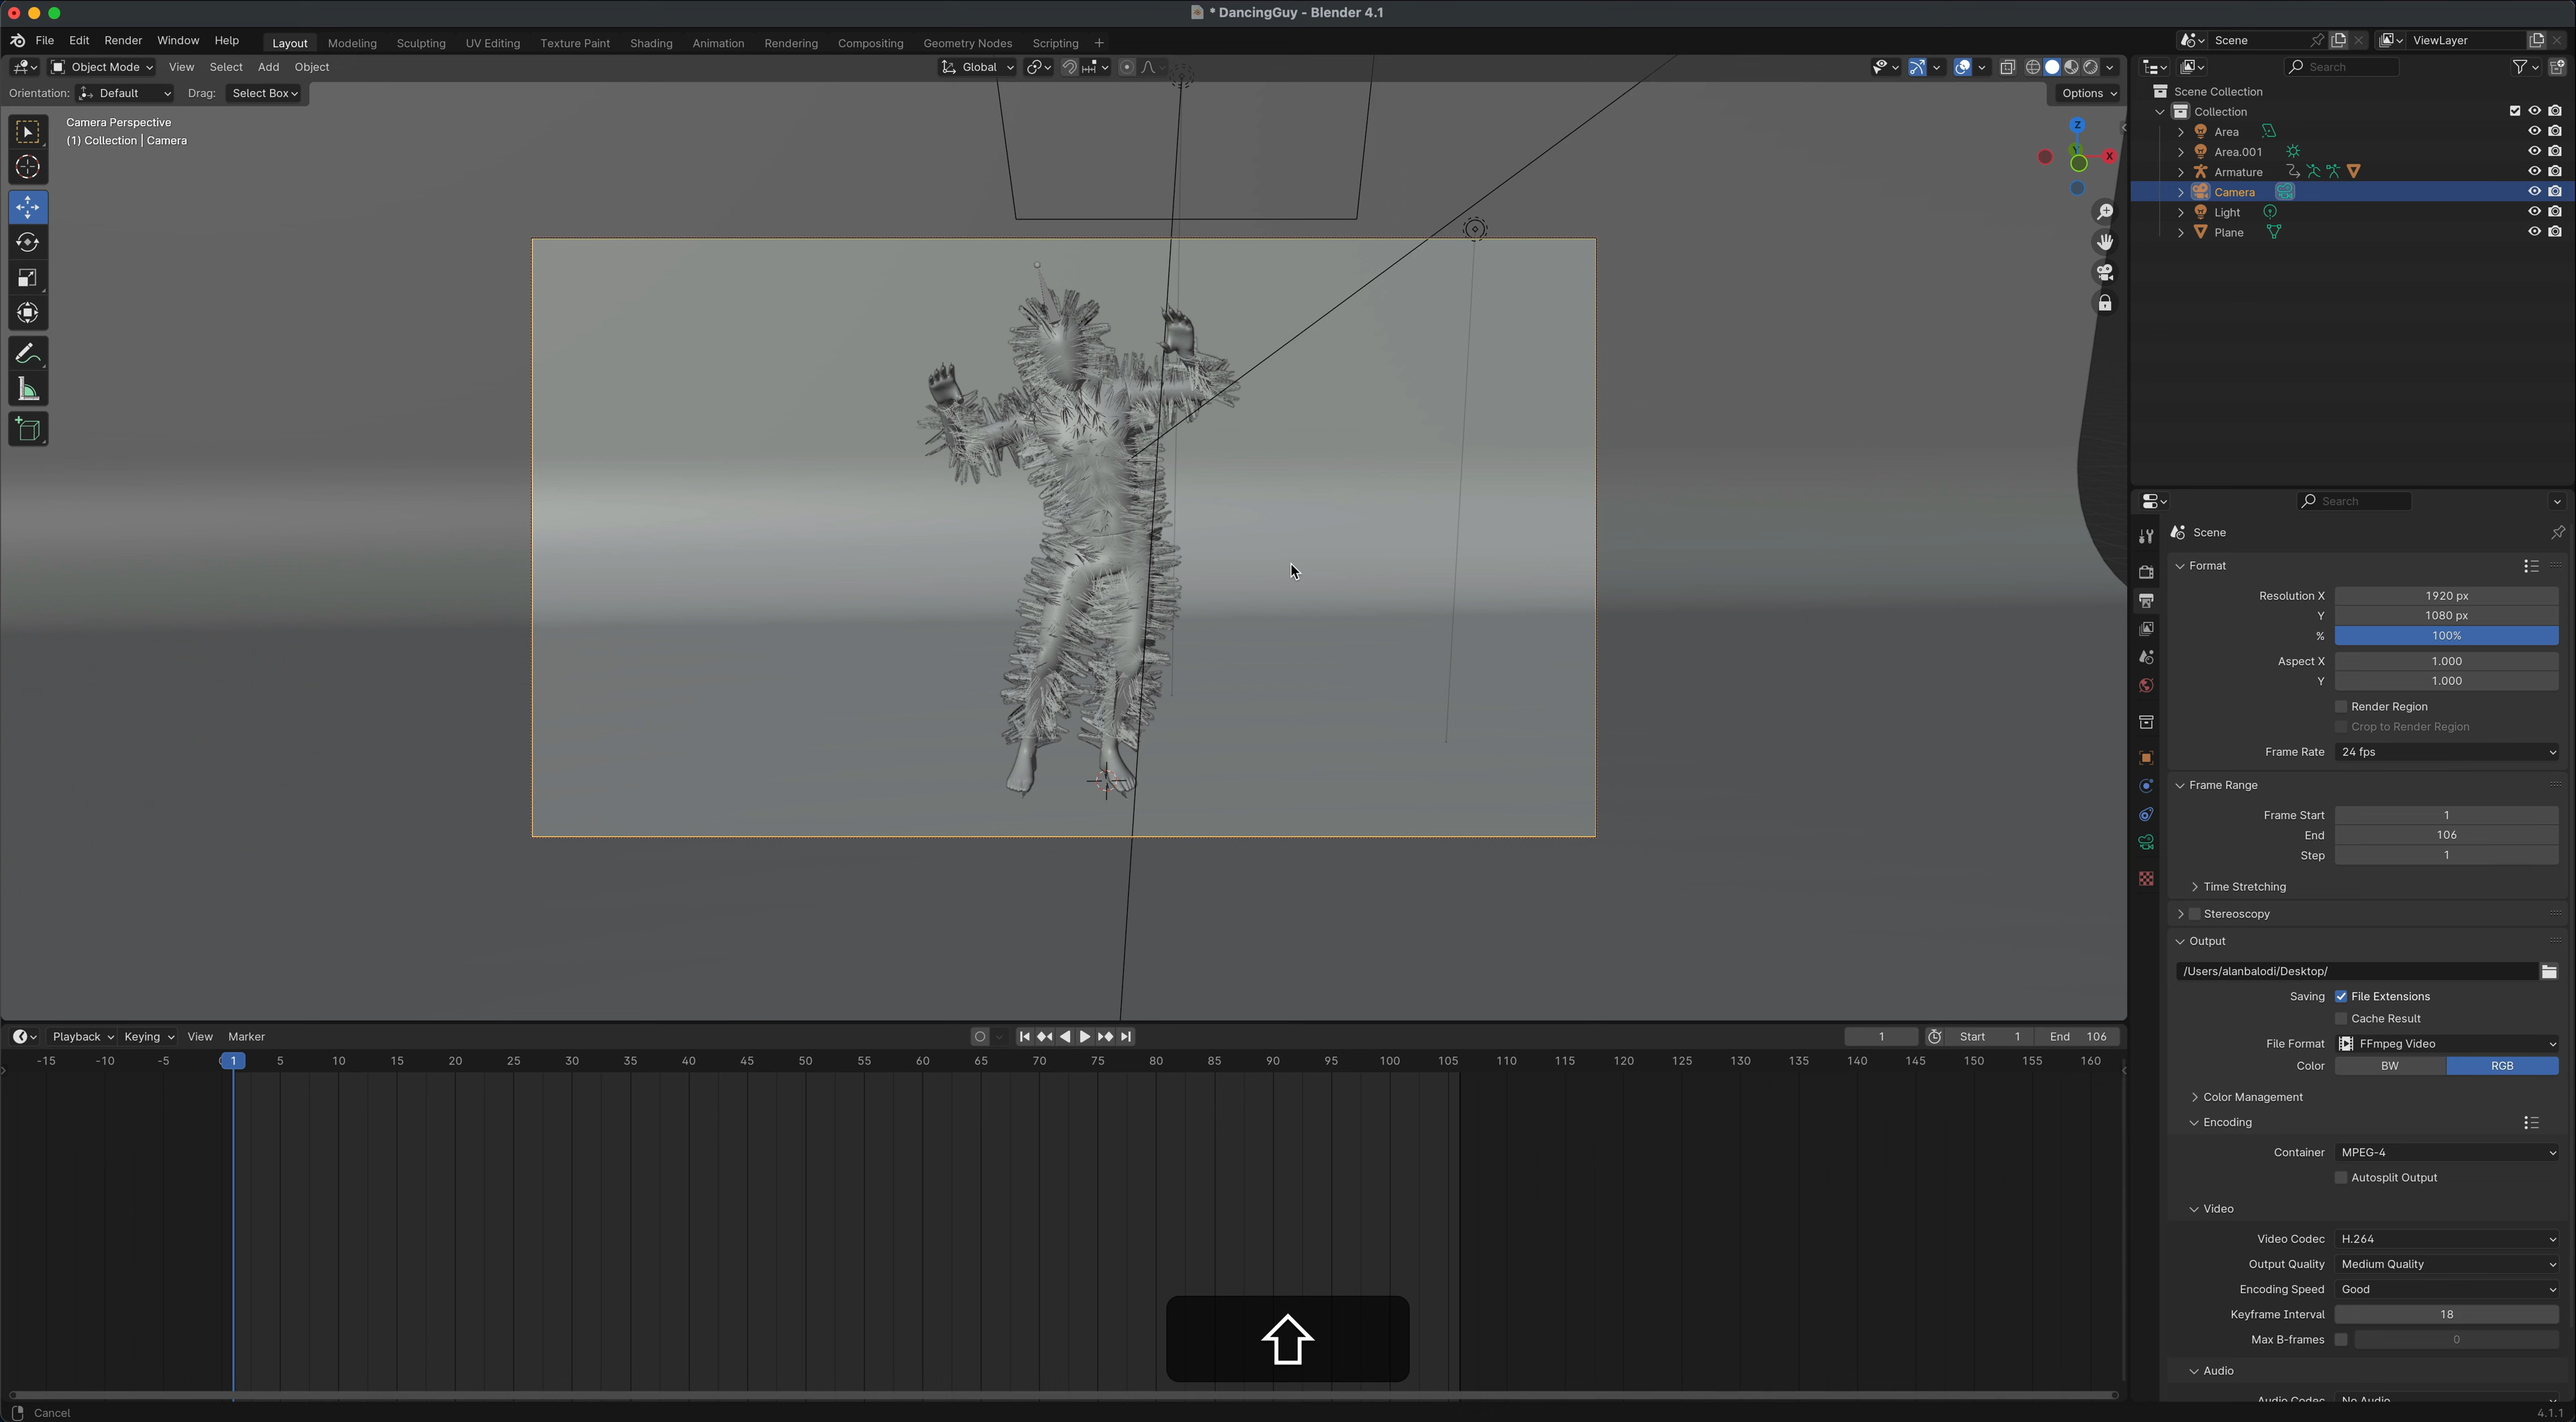 * DancingGuy - Blender 4.1
File Edit Render Window Help Layout Modeling Sculpting UV Editing Texture Paint Shading Animation Rendering Compositing Geometry Nodes Scripting + Scene ViewLayer
Object Mode View Select Add Object Global Search
Orientation: Default Drag: Select Box Options
Camera Perspective
(1) Collection | Camera
Z
Y
X
Scene Collection
Collection
Area
Area.001
Armature
Camera
Light
Plane
Search
Scene
Format
Resolution X 1920 px
Y 1080 px
% 100%
Aspect X 1.000
Y 1.000
Render Region
Crop to Render Region
Frame Rate 24 fps
Frame Range
Frame Start 1
End 106
Step 1
Time Stretching
Stereoscopy
Output
/Users/alanbalodi/Desktop/
Saving File Extensions
Cache Result
File Format FFmpeg Video
Color BW RGB
Color Management
Encoding
Container MPEG-4
Autosplit Output
Video
Video Codec H.264
Output Quality Medium Quality
Encoding Speed Good
Keyframe Interval 18
Max B-frames 0
Audio
Audio Codec No Audio
Playback Keying View Marker 1 Start 1 End 106
-15 -10 -5 1 5 10 15 20 25 30 35 40 45 50 55 60 65 70 75 80 85 90 95 100 105 110 115 120 125 130 135 140 145 150 155 160
Cancel
4.1.1